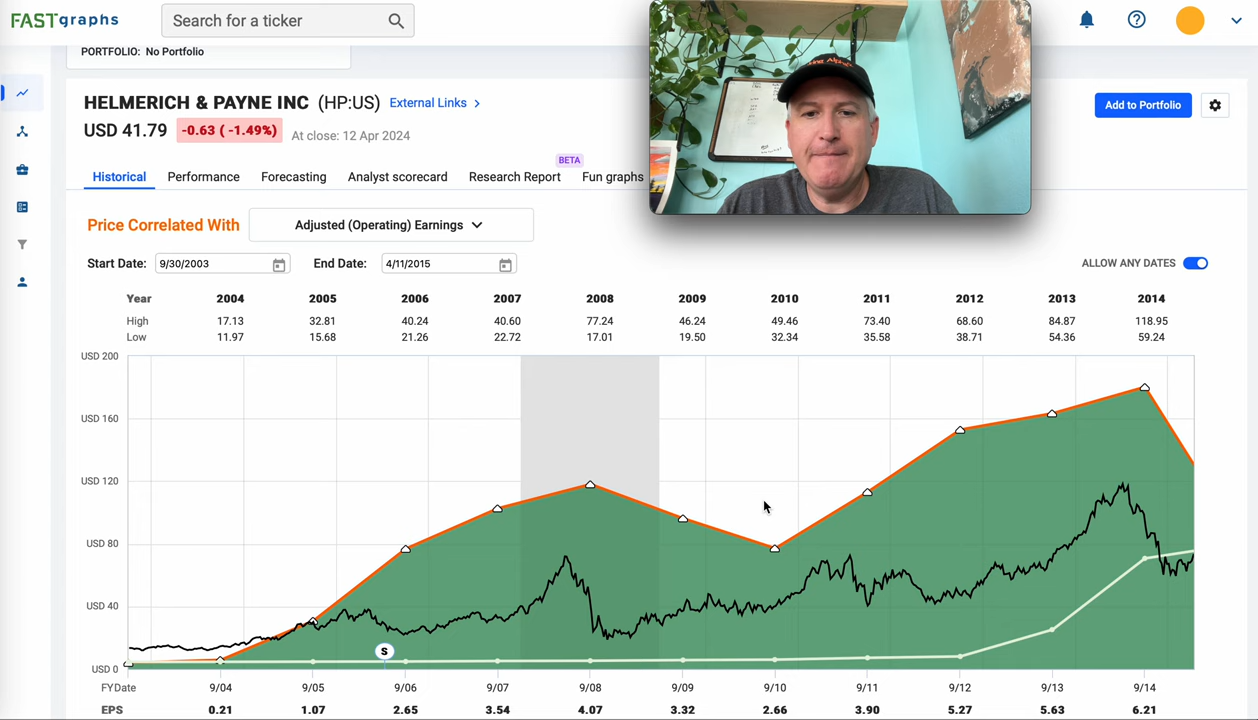 FASTgraphs
Search for a ticker
PORTFOLIO: No Portfolio
HELMERICH & PAYNE INC (HP:US) External Links
Add to Portfolio
USD 41.79 -0.63 ( -1.49%) At close: 12 Apr 2024
BETA
Historical Performance Forecasting Analyst scorecard Research Report Fun graphs
Price Correlated With Adjusted (Operating) Earnings
Start Date: 9/30/2003 End Date: 4/11/2015 ALLOW ANY DATES
Year 2004 2005 2006 2007 2008 2009 2010 2011 2012 2013 2014
High 17.13 32.81 40.24 40.60 77.24 46.24 49.46 73.40 68.60 84.87 118.95
Low 11.97 15.68 21.26 22.72 17.01 19.50 32.34 35.58 38.71 54.36 59.24
USD 200
USD 160
USD 120
USD 80
USD 40
S
USD 0
FYDate 9/04 9/05 9/06 9/07 9/08 9/09 9/10 9/11 9/12 9/13 9/14
EPS 0.21 1.07 2.65 3.54 4.07 3.32 2.66 3.90 5.27 5.63 6.21